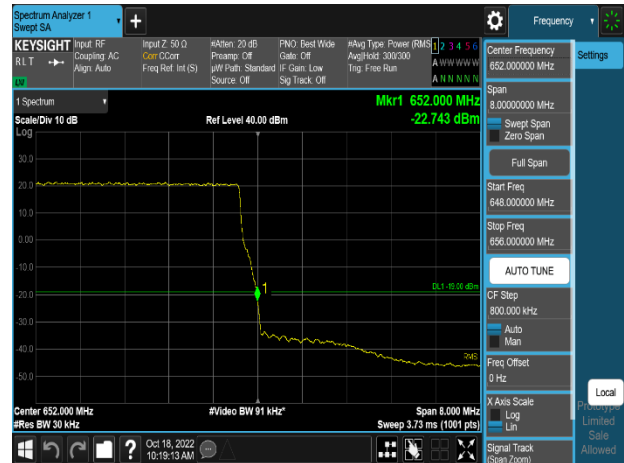 Spectrum Analyzer 1
Swept SA
Frequency
KEYSIGHT
RLT
Input: RF
Coupling: AC
Align: Auto
Input Z: 50 Ω
Corr CCorr
Freq Ref: Int (S)
#Atten: 20 dB
Preamp: Off
µW Path: Standard
Source: Off
PNO: Best Wide
Gate: Off
IF Gain: Low
Sig Track: Off
#Avg Type: Power (RMS
Avg|Hold: 300/300
Trig: Free Run
1 2 3 4 5 6
A W W W W W
A N N N N N
1 Spectrum
Scale/Div 10 dB
Log
Ref Level 40.00 dBm
Mkr1 652.000 MHz
-22.743 dBm
30.0
20.0
10.0
0.00
-10.0
-20.0
-30.0
-40.0
-50.0
1
DL1 -19.00 dBm
RMS
Center 652.000 MHz
#Res BW 30 kHz
#Video BW 91 kHz*
Span 8.000 MHz
Sweep 3.73 ms (1001 pts)
Oct 18, 2022
10:19:13 AM
Center Frequency
652.000000 MHz
Span
8.00000000 MHz
Swept Span
Zero Span
Full Span
Start Freq
648.000000 MHz
Stop Freq
656.000000 MHz
AUTO TUNE
CF Step
800.000 kHz
Auto
Man
Freq Offset
0 Hz
X Axis Scale
Log
Lin
Signal Track
(Span Zoom)
Settings
Local
Prototype
Limited
Sale
Allowed